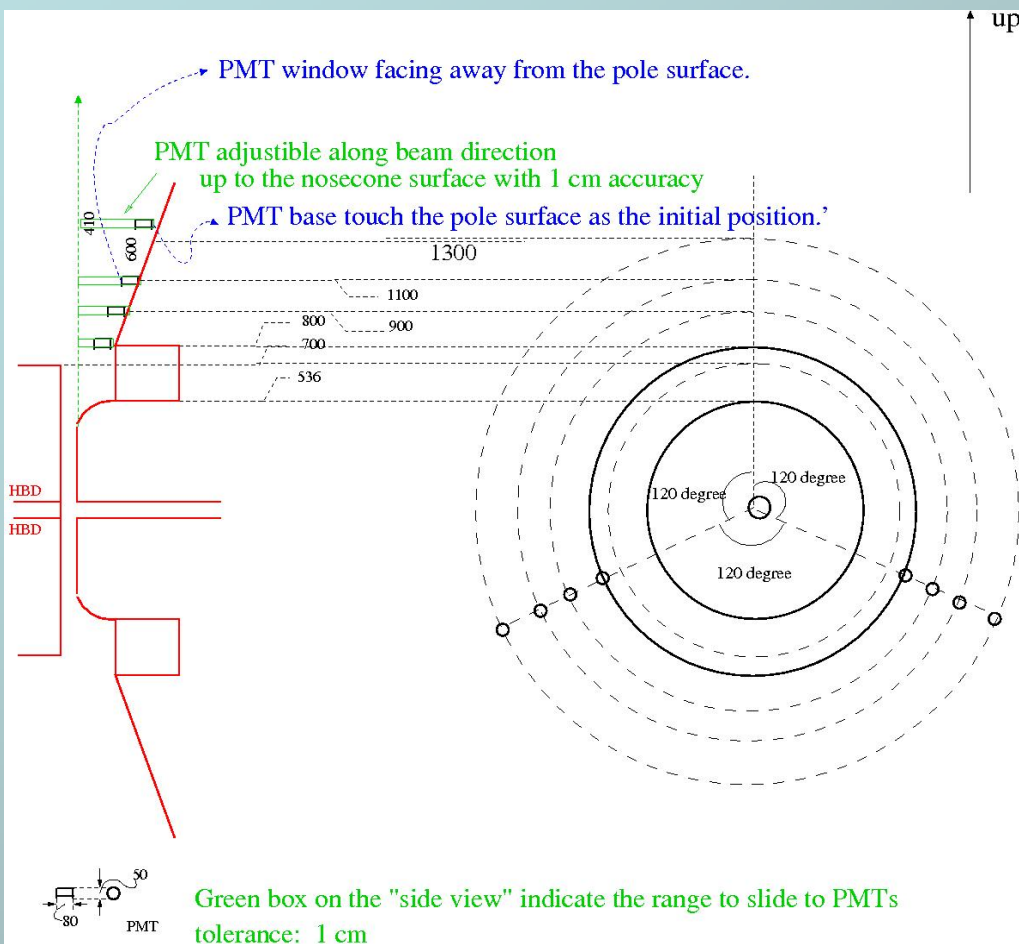 up
PMT window facing away from the pole surface.
PMT adjustible along beam direction
up to the nosecone surface with 1 cm accuracy
PMT base touch the pole surface as the initial position.’
410
600
1300
1100
800
900
700
536
HBD
HBD
120 degree
120 degree
120 degree
50
80
PMT
Green box on the "side view" indicate the range to slide to PMTs
tolerance: 1 cm